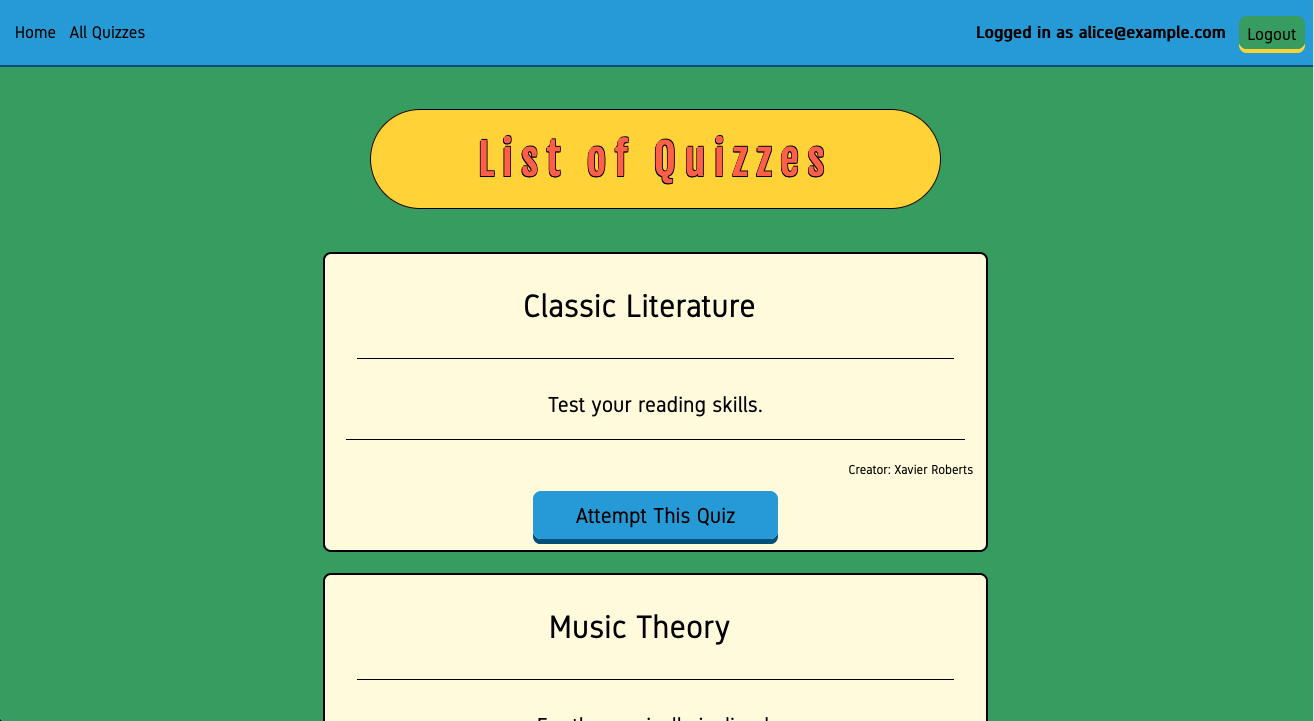 Home All Quizzes
Logged in as alice@example.com Logout
List of Quizzes
Classic Literature
Test your reading skills.
Creator: Xavier Roberts
Attempt This Quiz
Music Theory